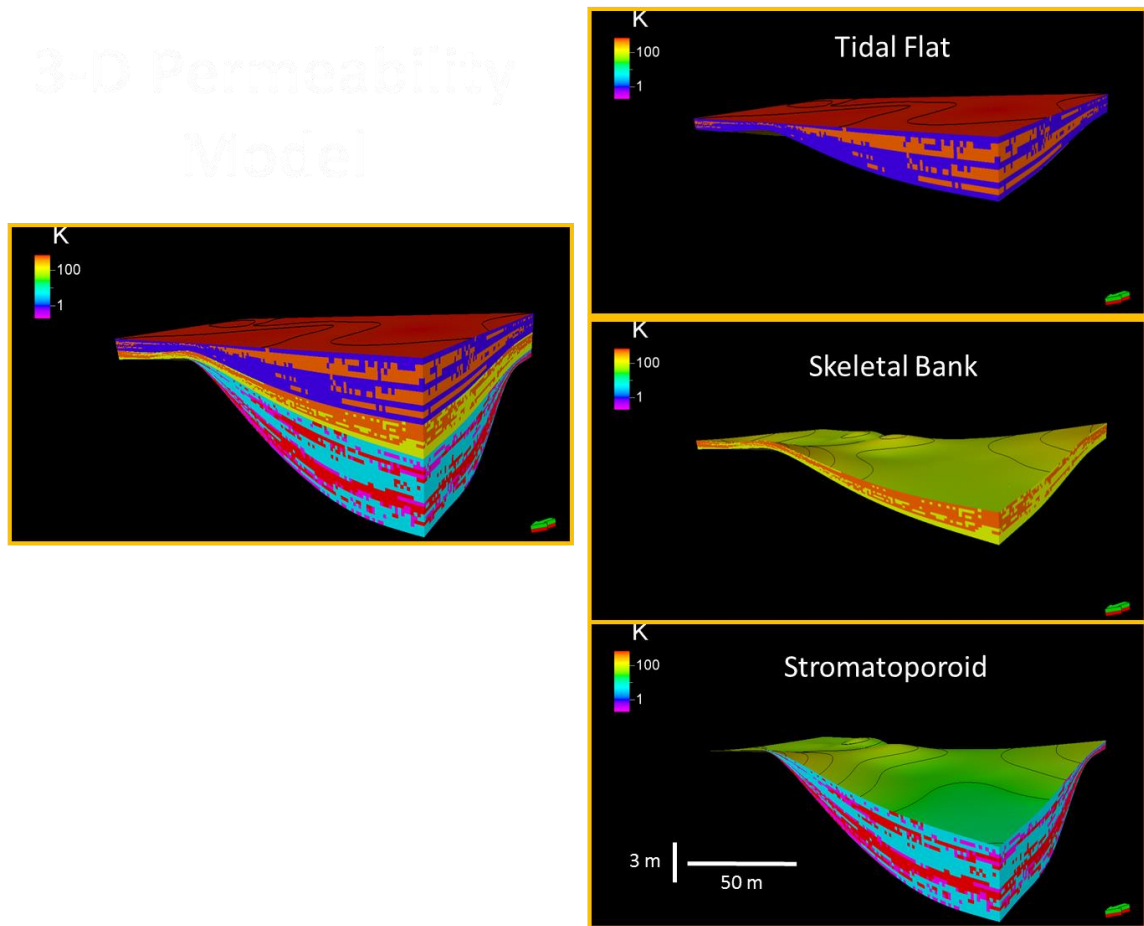 3-D Permeability
Model
K
100
1
K
100
1
Tidal Flat
K
100
1
Skeletal Bank
K
100
1
Stromatoporoid
3 m
50 m